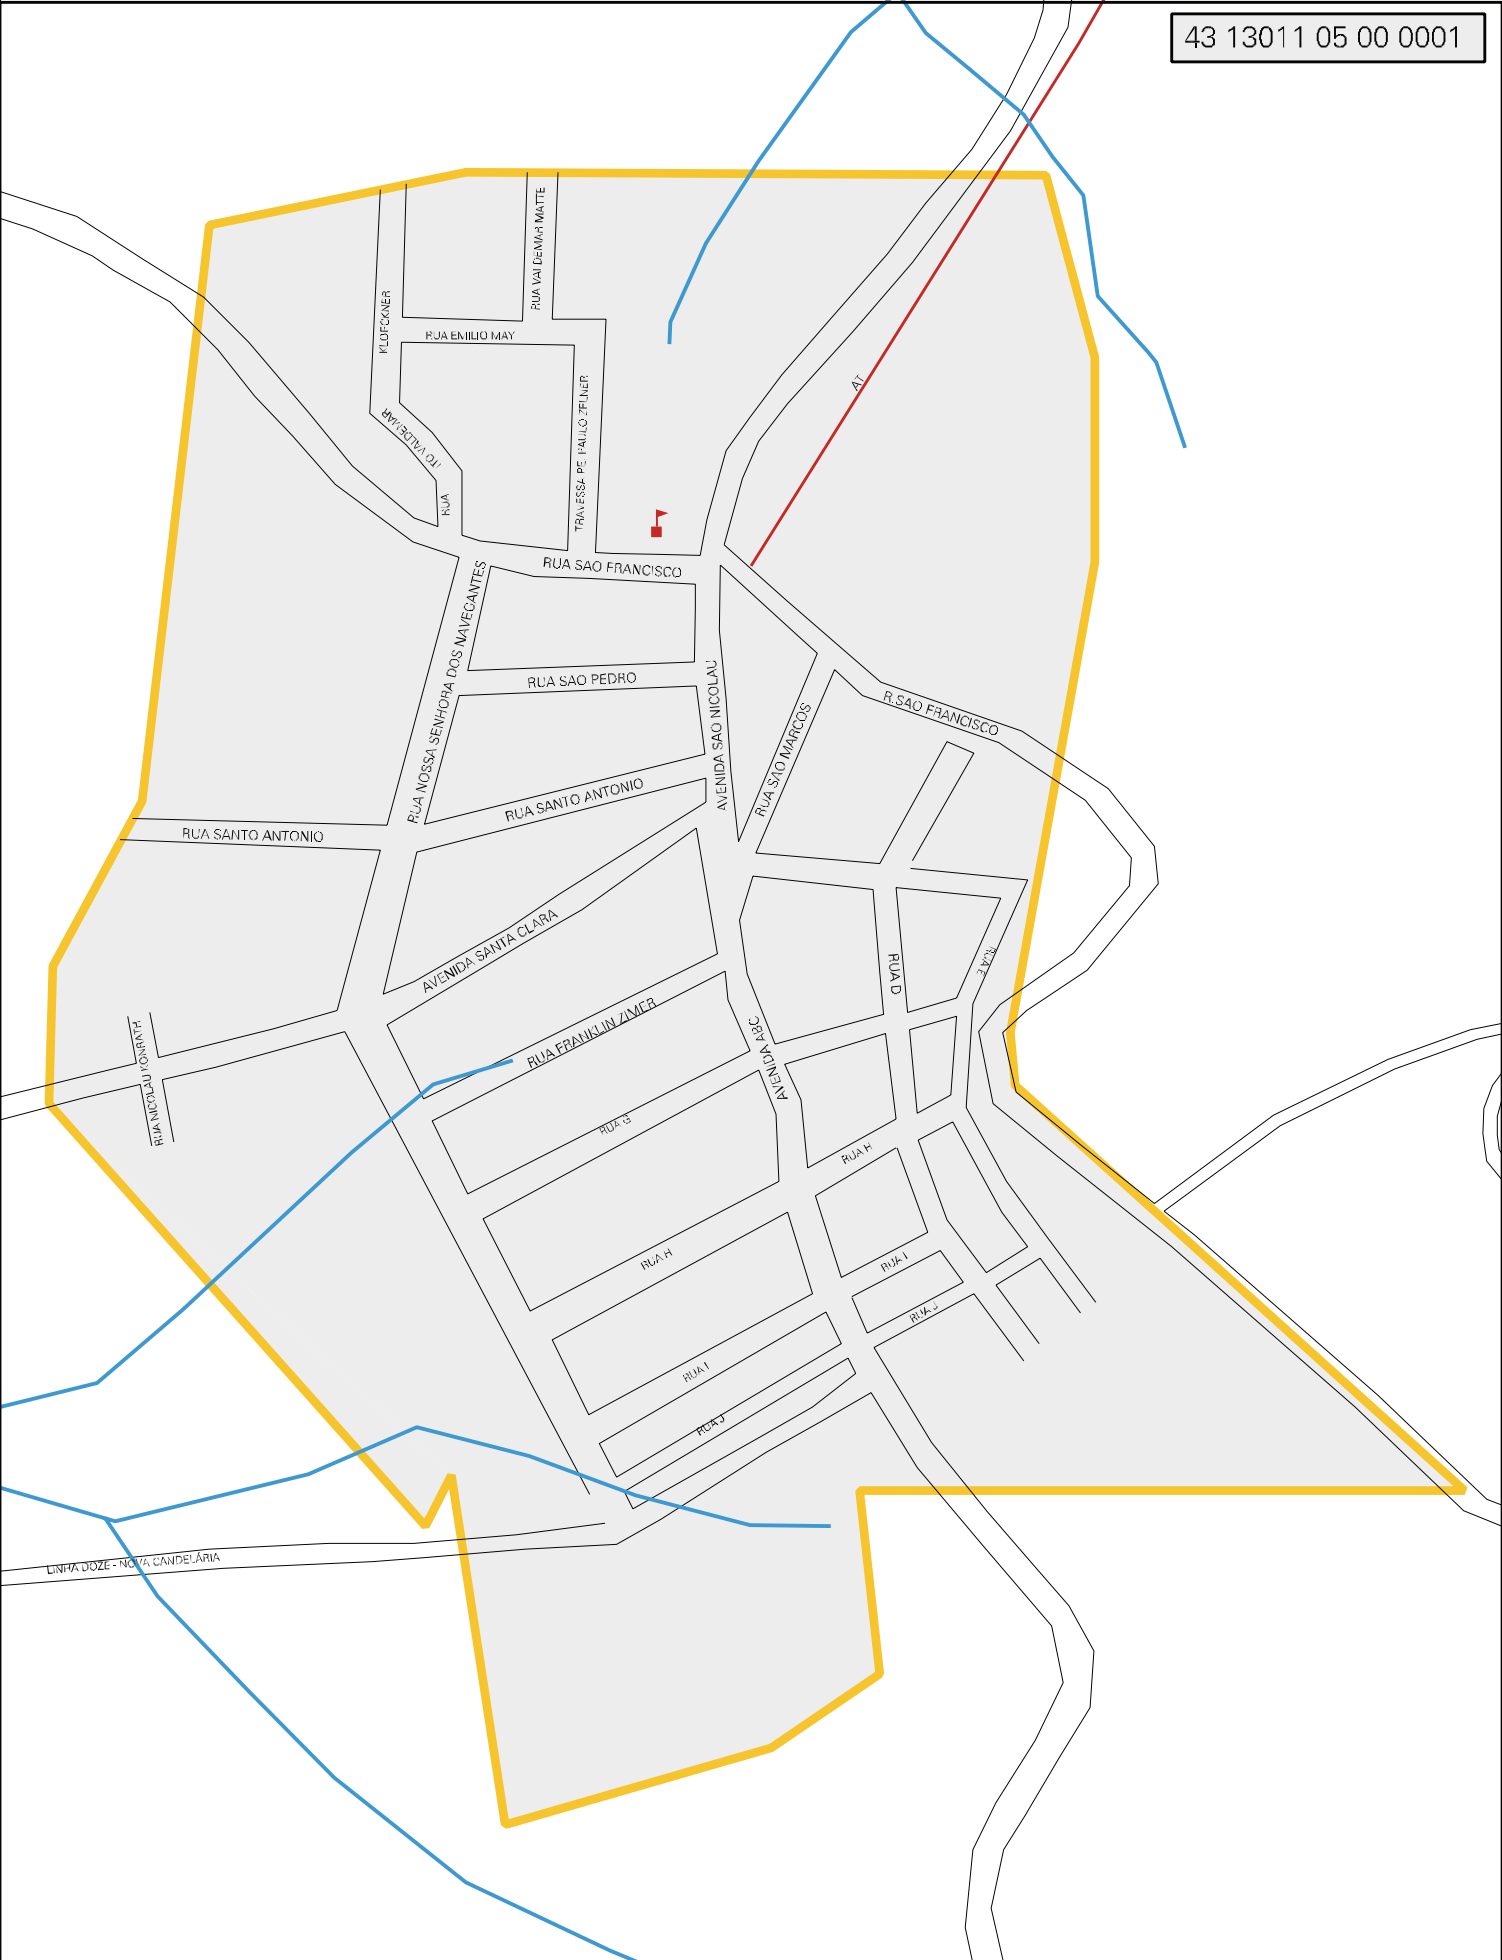 43 13011 05 00 0001
RUA VALDEMAR MATTE
KLOECKNER
RUA EMILIO MAY
TRAVESSA PE. PAULO ZELNER
AT
ITO VALDEMAR
RUA
RUA SAO FRANCISCO
RUA NOSSA SENHORA DOS NAVEGANTES
RUA SAO PEDRO
AVENIDA SAO NICOLAU
RUA SAO MARCOS
R.SAO FRANCISCO
RUA SANTO ANTONIO
RUA SANTO ANTONIO
AVENIDA SANTA CLARA
RUA D
RUA E
RUA FRANKLIN ZIMER
RUA NICOLAU KONRATH
AVENIDA ABC
RUA G
RUA H
RUA H
RUA I
RUA J
RUA I
RUA J
LINHA DOZE - NOVA CANDELÁRIA